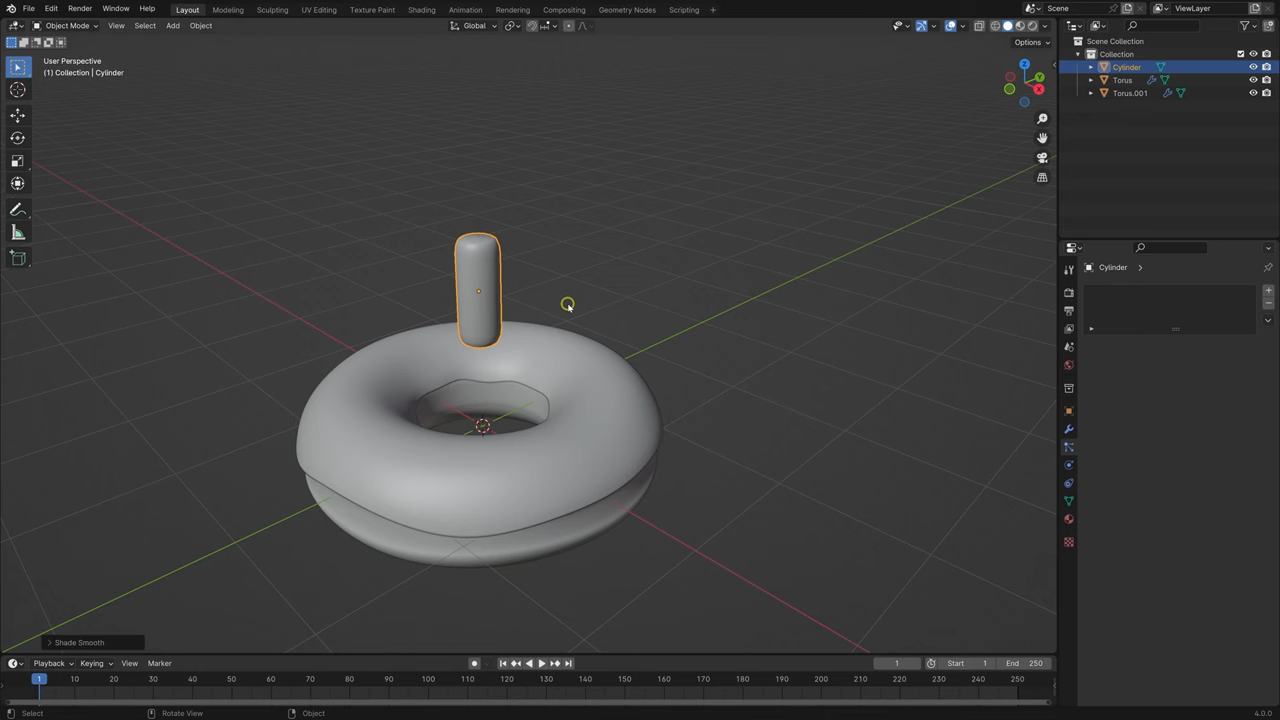 File Edit Render Window Help Layout Modeling Sculpting UV Editing Texture Paint Shading Animation Rendering Compositing Geometry Nodes Scripting + Scene ViewLayer
Object Mode View Select Add Object Global
Options
User Perspective
(1) Collection | Cylinder
Z
Y
X
Scene Collection
Collection
Cylinder
Torus
Torus.001
Cylinder
Shade Smooth
Playback Keying View Marker 1 Start 1 End 250
1 10 20 30 40 50 60 70 80 90 100 110 120 130 140 150 160 170 180 190 200 210 220 230 240 250
Select Rotate View Object 4.0.0